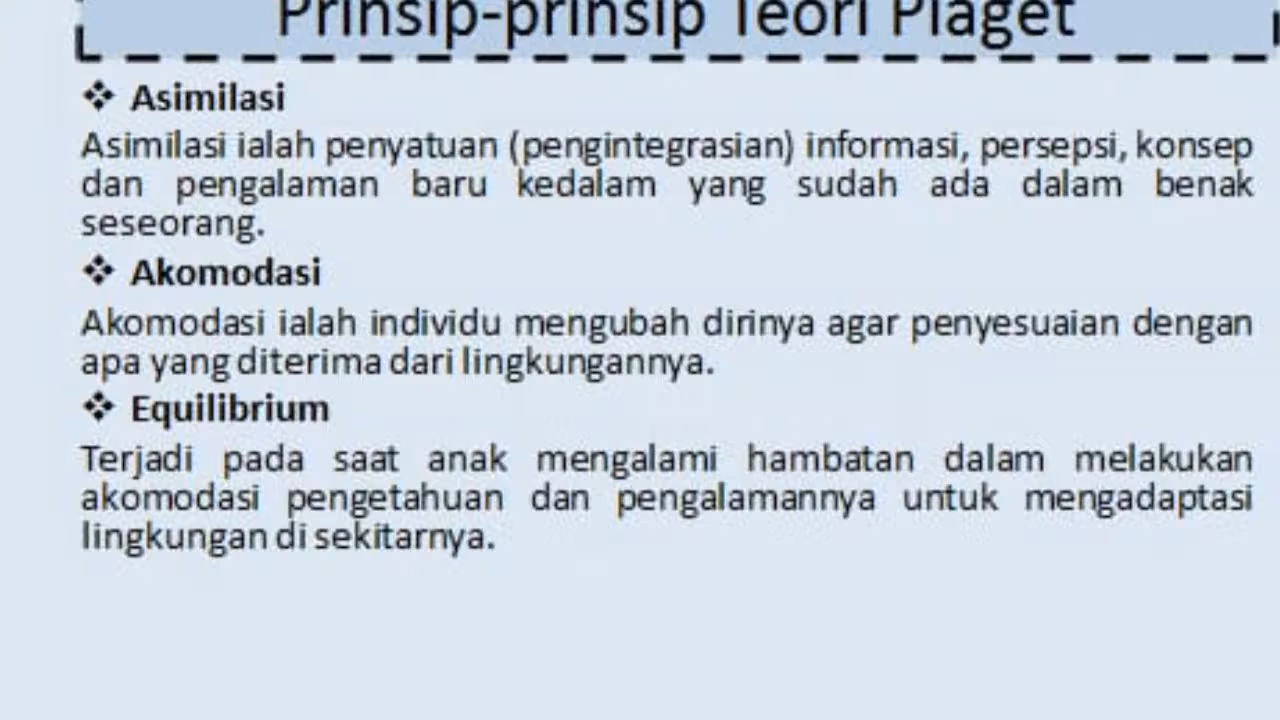 Prinsip-prinsip Teori Piaget
❖ Asimilasi
Asimilasi ialah penyatuan (pengintegrasian) informasi, persepsi, konsep
dan pengalaman baru kedalam yang sudah ada dalam benak
seseorang.
❖ Akomodasi
Akomodasi ialah individu mengubah dirinya agar penyesuaian dengan
apa yang diterima dari lingkungannya.
❖ Equilibrium
Terjadi pada saat anak mengalami hambatan dalam melakukan
akomodasi pengetahuan dan pengalamannya untuk mengadaptasi
lingkungan di sekitarnya.